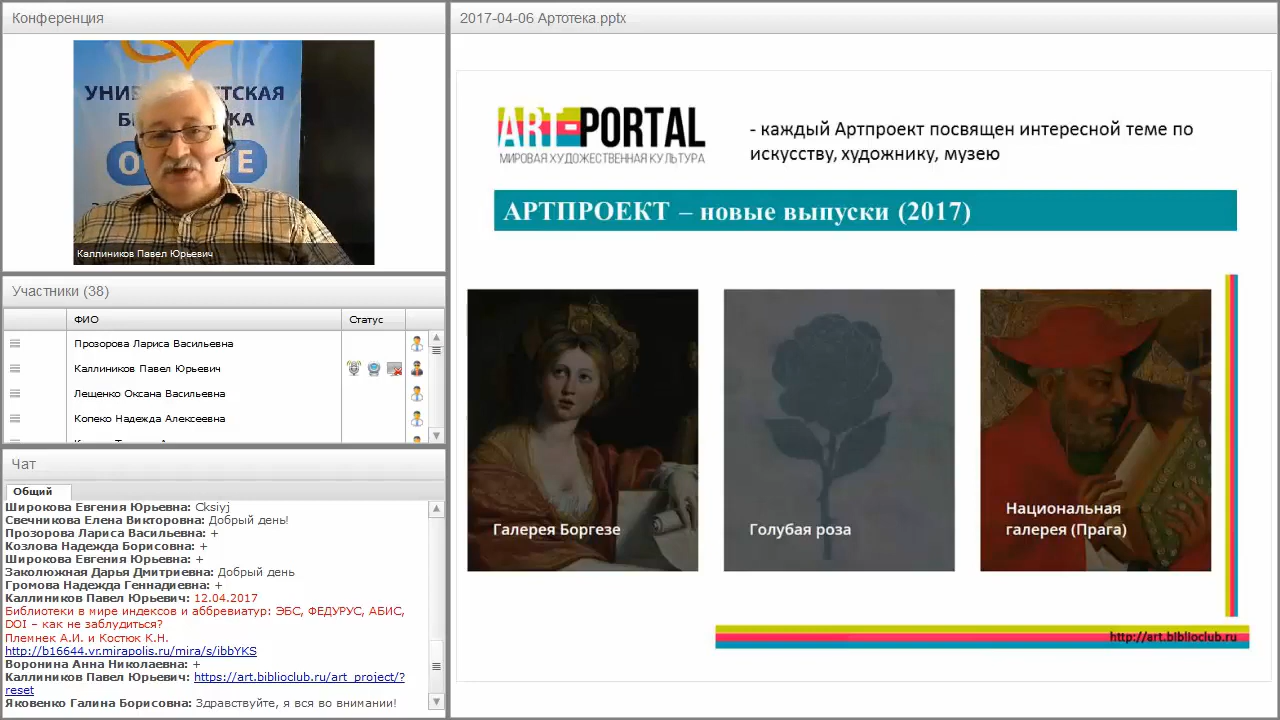 Конференция
УНИВ
ТСКАЯ
Каллиников Павел Юрьевич
Участники (38)
ФИО
Статус
Прозорова Лариса Васильевна
Каллиников Павел Юрьевич
Лещенко Оксана Васильевна
Копеко Надежда Алексеевна
Чат
Общий
Широкова Евгения Юрьевна: Cksiyj
Свечникова Елена Викторовна: Добрый день!
Прозорова Лариса Васильевна: +
Козлова Надежда Борисовна: +
Широкова Евгения Юрьевна: +
Заколюжная Дарья Дмитриевна: Добрый день
Громова Надежда Геннадиевна: +
Каллиников Павел Юрьевич: 12.04.2017
Библиотеки в мире индексов и аббревиатур: ЭБС, ФЕДУРУС, АБИС,
DOI – как не заблудиться?
Племнек А.И. и Костюк К.Н.
http://b16644.vr.mirapolis.ru/mira/s/ibbYKS
Воронина Анна Николаевна: +
Каллиников Павел Юрьевич: https://art.biblioclub.ru/art_project/?
reset
Яковенко Галина Борисовна: Здравствуйте, я вся во внимании!
2017-04-06 Артотека.pptx
ART-PORTAL
МИРОВАЯ ХУДОЖЕСТВЕННАЯ КУЛЬТУРА
- каждый Артпроект посвящен интересной теме по
искусству, художнику, музею
АРТПРОЕКТ – новые выпуски (2017)
Галерея Боргезе
Голубая роза
Национальная
галерея (Прага)
http://art.biblioclub.ru